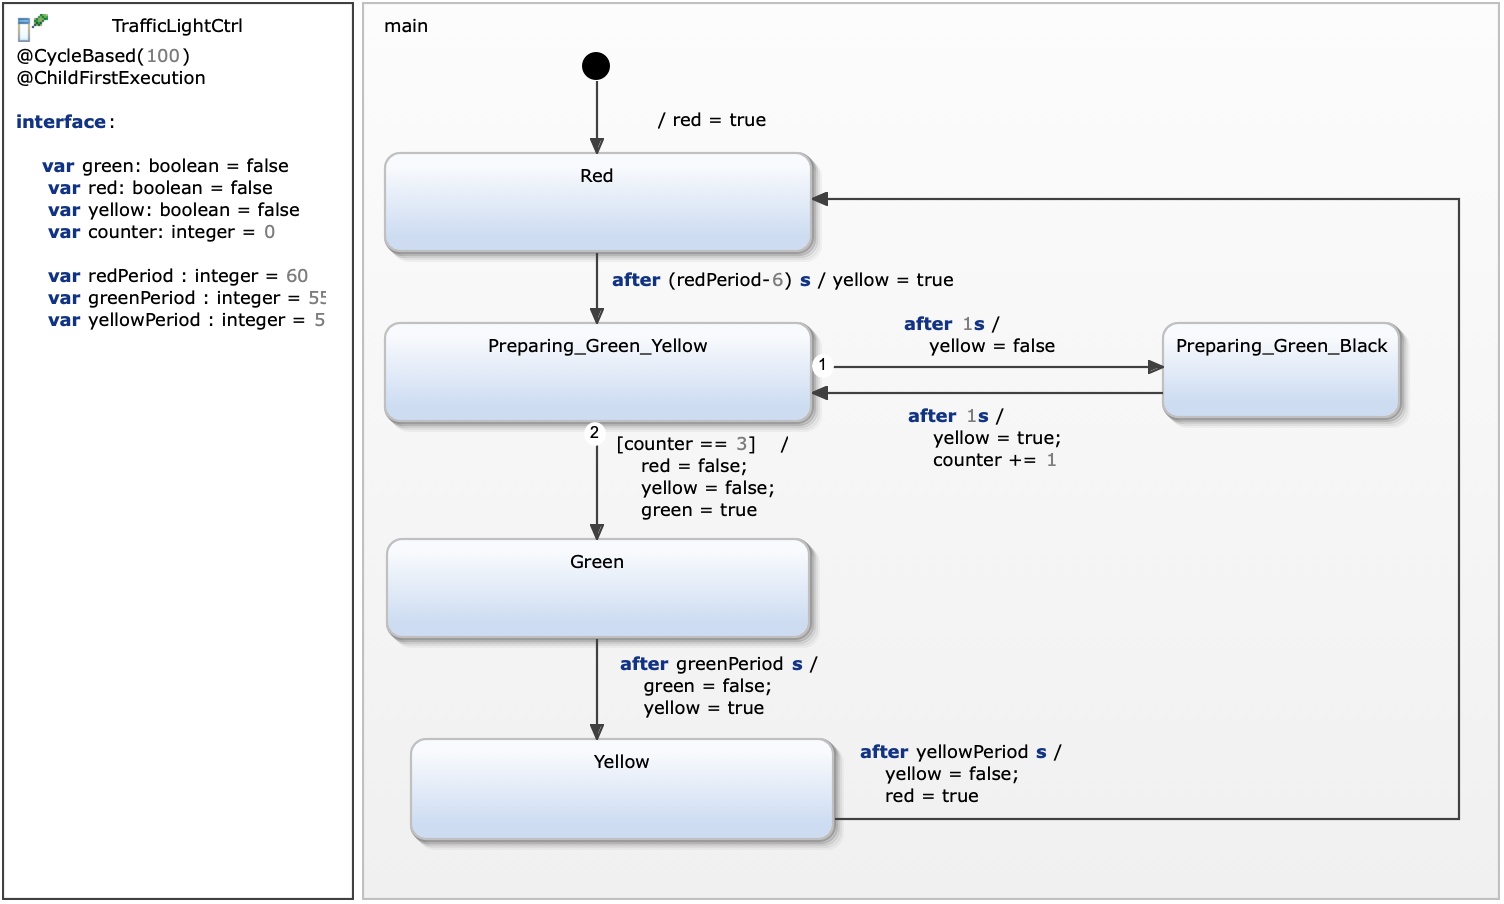 TrafficLightCtrl
@CycleBased(100)
@ChildFirstExecution
interface:
var green: boolean = false
var red: boolean = false
var yellow: boolean = false
var counter: integer = 0
var redPeriod : integer = 60
var greenPeriod : integer = 55
var yellowPeriod : integer = 5
main
/ red = true
Red
after (redPeriod-6) s / yellow = true
Preparing_Green_Yellow
1
after 1s /
yellow = false
Preparing_Green_Black
after 1s /
yellow = true;
counter += 1
2
[counter == 3] /
red = false;
yellow = false;
green = true
Green
after greenPeriod s /
green = false;
yellow = true
Yellow
after yellowPeriod s /
yellow = false;
red = true